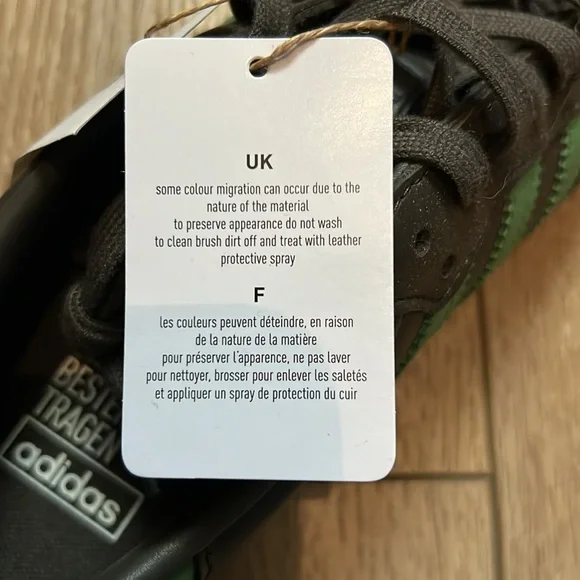 UK
some colour migration can occur due to the
nature of the material
to preserve appearance do not wash
to clean brush dirt off and treat with leather
protective spray
F
les couleurs peuvent déteindre, en raison
de la nature de la matière
pour préserver l'apparence, ne pas laver
pour nettoyer, brosser pour enlever les saletés
et appliquer un spray de protection du cuir
TRAGEN
adidas